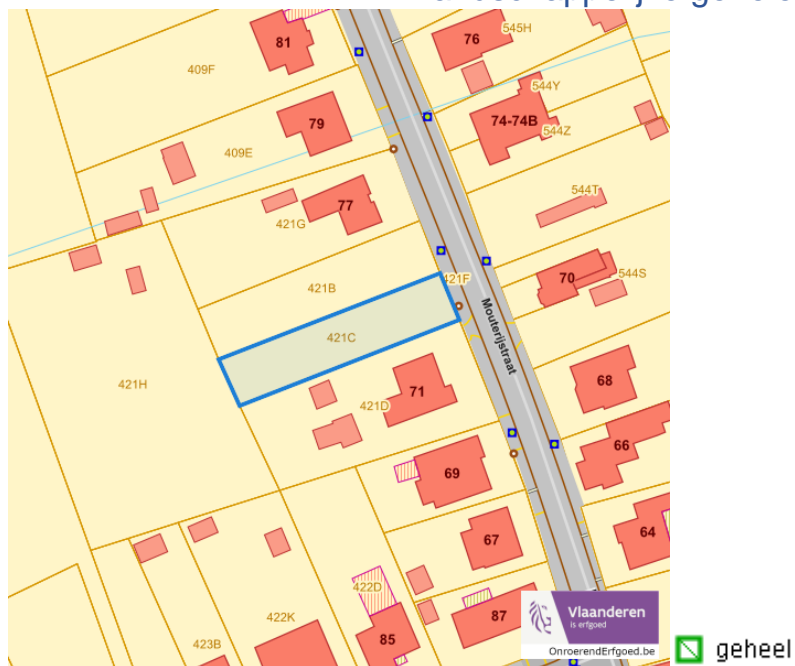 81
76
545H
409F
544Y
74-74B
79
544Z
409E
544T
77
421G
421F
70
544S
421B
Mouterijstraat
421C
68
421H
71
421D
66
69
64
67
422D
87
422K
423B
85
Vlaanderen
is erfgoed
OnroerendErfgoed.be
geheel